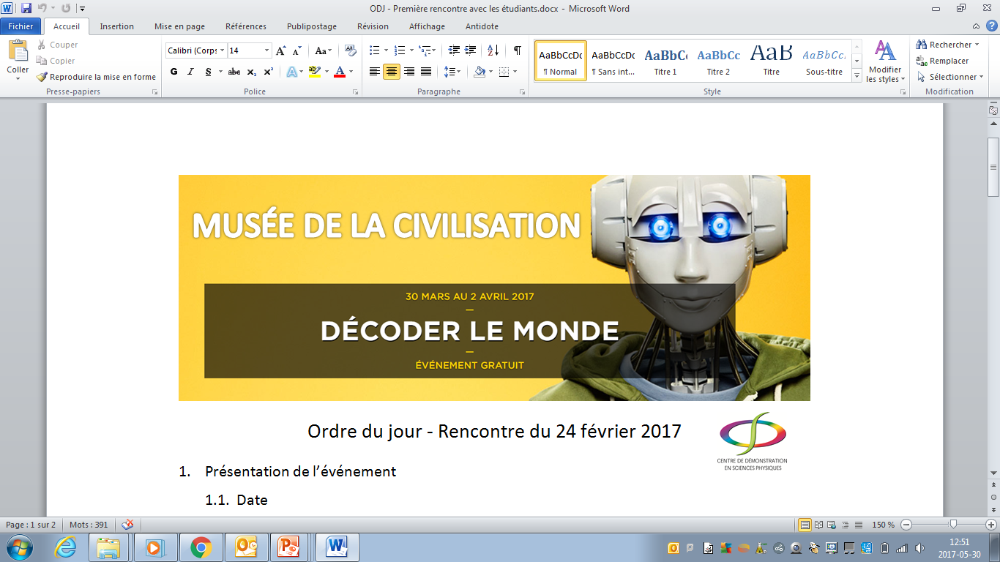 ODJ - Première rencontre avec les étudiants.docx - Microsoft Word
Fichier Accueil Insertion Mise en page Références Publipostage Révision Affichage Antidote
Coller
Couper
Copier
Reproduire la mise en forme
Presse-papiers
Calibri (Corps 14
G I S abc x₂ x² A ab A
Police
Paragraphe
AaBbCcDc AaBbCcDc AaBbCc AaBbCc AaB AaBbCc.
¶ Normal ¶ Sans int... Titre 1 Titre 2 Titre Sous-titre
Modifier les styles
Style
Rechercher
Remplacer
Sélectionner
Modification
MUSÉE DE LA CIVILISATION
30 MARS AU 2 AVRIL 2017
—
DÉCODER LE MONDE
—
ÉVÉNEMENT GRATUIT
Ordre du jour - Rencontre du 24 février 2017
CENTRE DE DÉMONSTRATION
EN SCIENCES PHYSIQUES
1. Présentation de l’événement
1.1. Date
Page : 1 sur 2 Mots : 391 150 %
12:51
2017-05-30